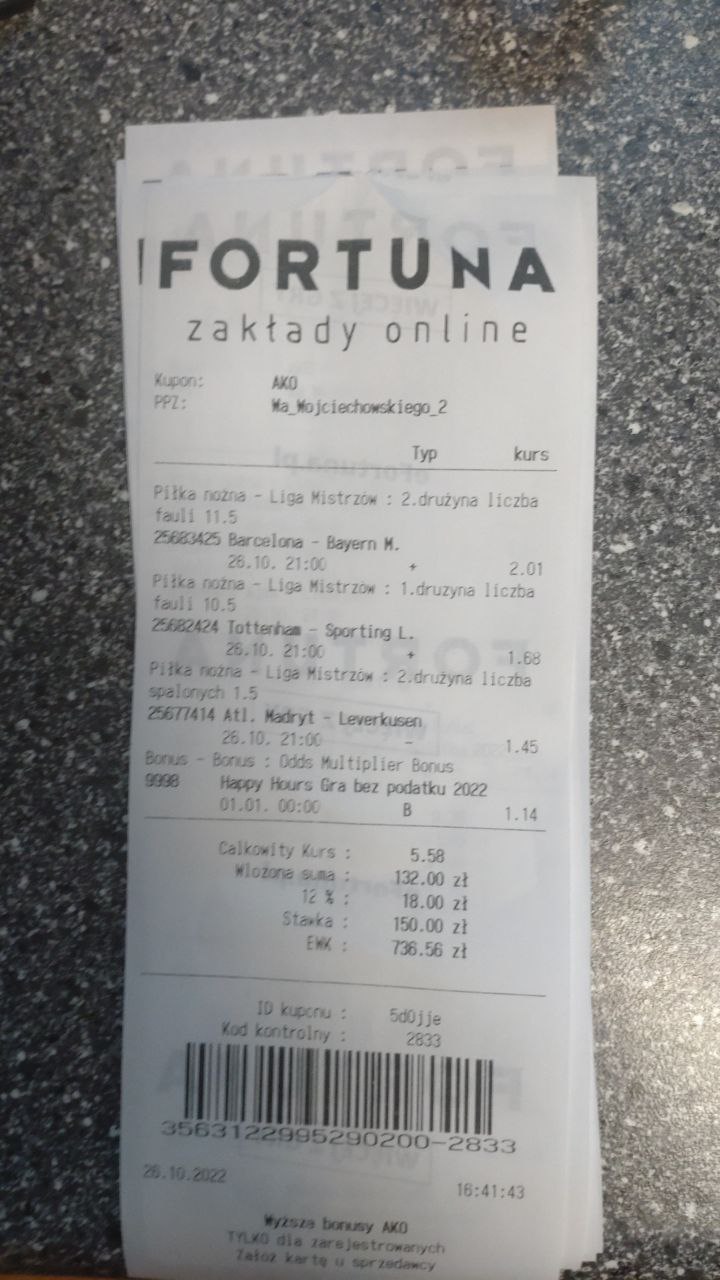 FORTUNA
zakłady online
Kupon: AKO
PPZ: Wa_Wojciechowskiego_2
Typ kurs
Piłka nożna - Liga Mistrzów : 2.drużyna liczba
fauli 11.5
25683425 Barcelona - Bayern M.
26.10. 21:00 + 2.01
Piłka nożna - Liga Mistrzów : 1.druzyna liczba
fauli 10.5
25682424 Tottenham - Sporting L.
26.10. 21:00 + 1.68
Piłka nożna - Liga Mistrzów : 2.drużyna liczba
spalonych 1.5
25677414 Atl. Madryt - Leverkusen
26.10. 21:00 - 1.45
Bonus - Bonus : Odds Multiplier Bonus
9998 Happy Hours Gra bez podatku 2022
01.01. 00:00 B 1.14
Całkowity Kurs : 5.58
Włożona suma : 132.00 zł
12 % : 18.00 zł
Stawka : 150.00 zł
EWK : 736.56 zł
ID kuponu : 5d0jje
Kod kontrolny : 2833
3563122995290200-2833
26.10.2022 16:41:43
Wyższe bonusy AKO
TYLKO dla zarejestrowanych
Załóż kartę u sprzedawcy